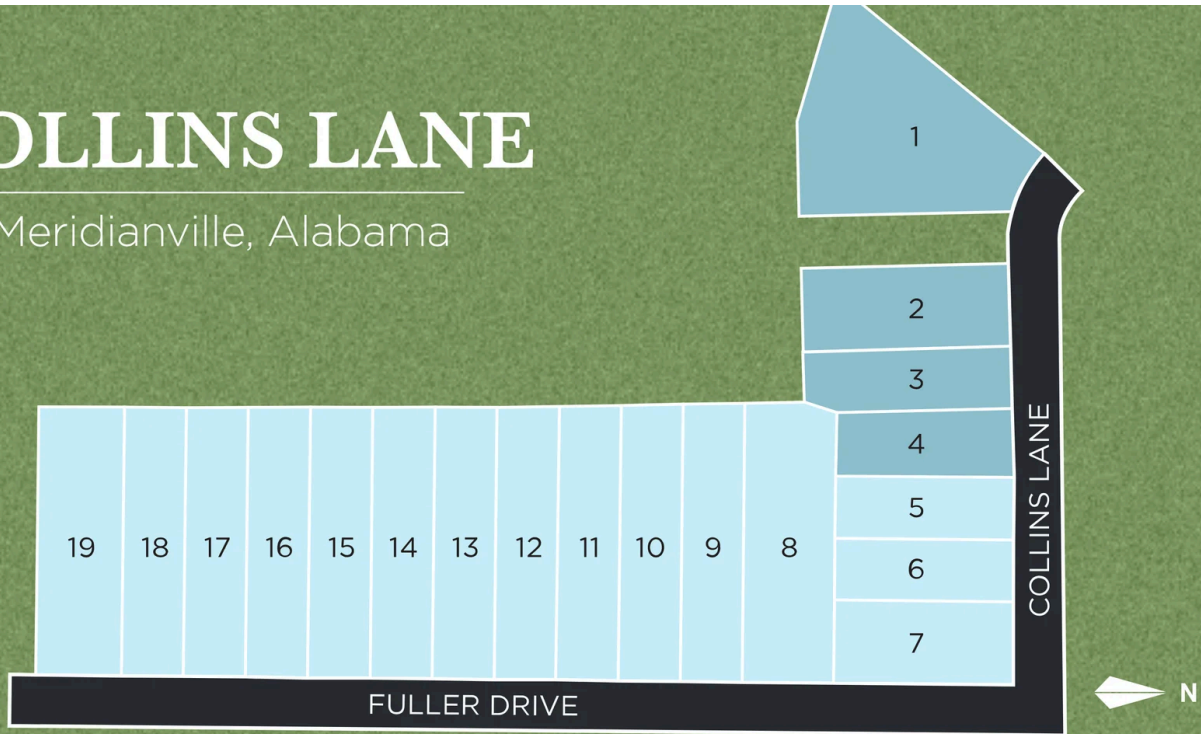 OLLINS LANE
Meridianville, Alabama
1
2
3
4
5
6
7
19 18 17 16 15 14 13 12 11 10 9 8
COLLINS LANE
FULLER DRIVE
N